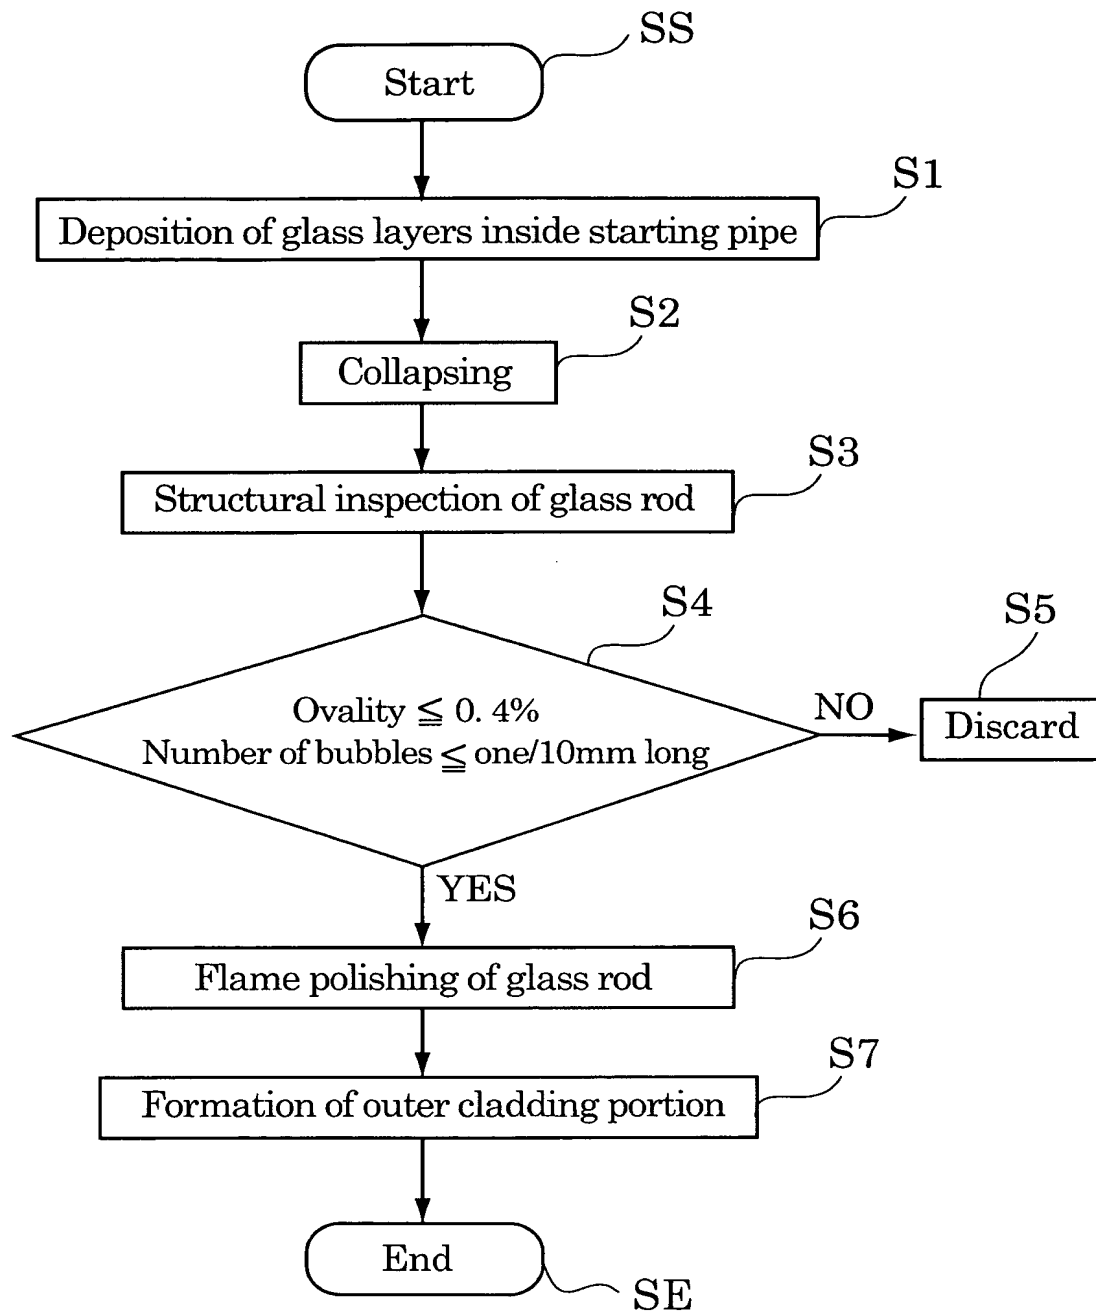 SS
Start
S1
Deposition of glass layers inside starting pipe
S2
Collapsing
S3
Structural inspection of glass rod
S4
S5
Ovality ≦ 0. 4%
Number of bubbles ≦ one/10mm long
NO
Discard
YES
S6
Flame polishing of glass rod
S7
Formation of outer cladding portion
End
SE